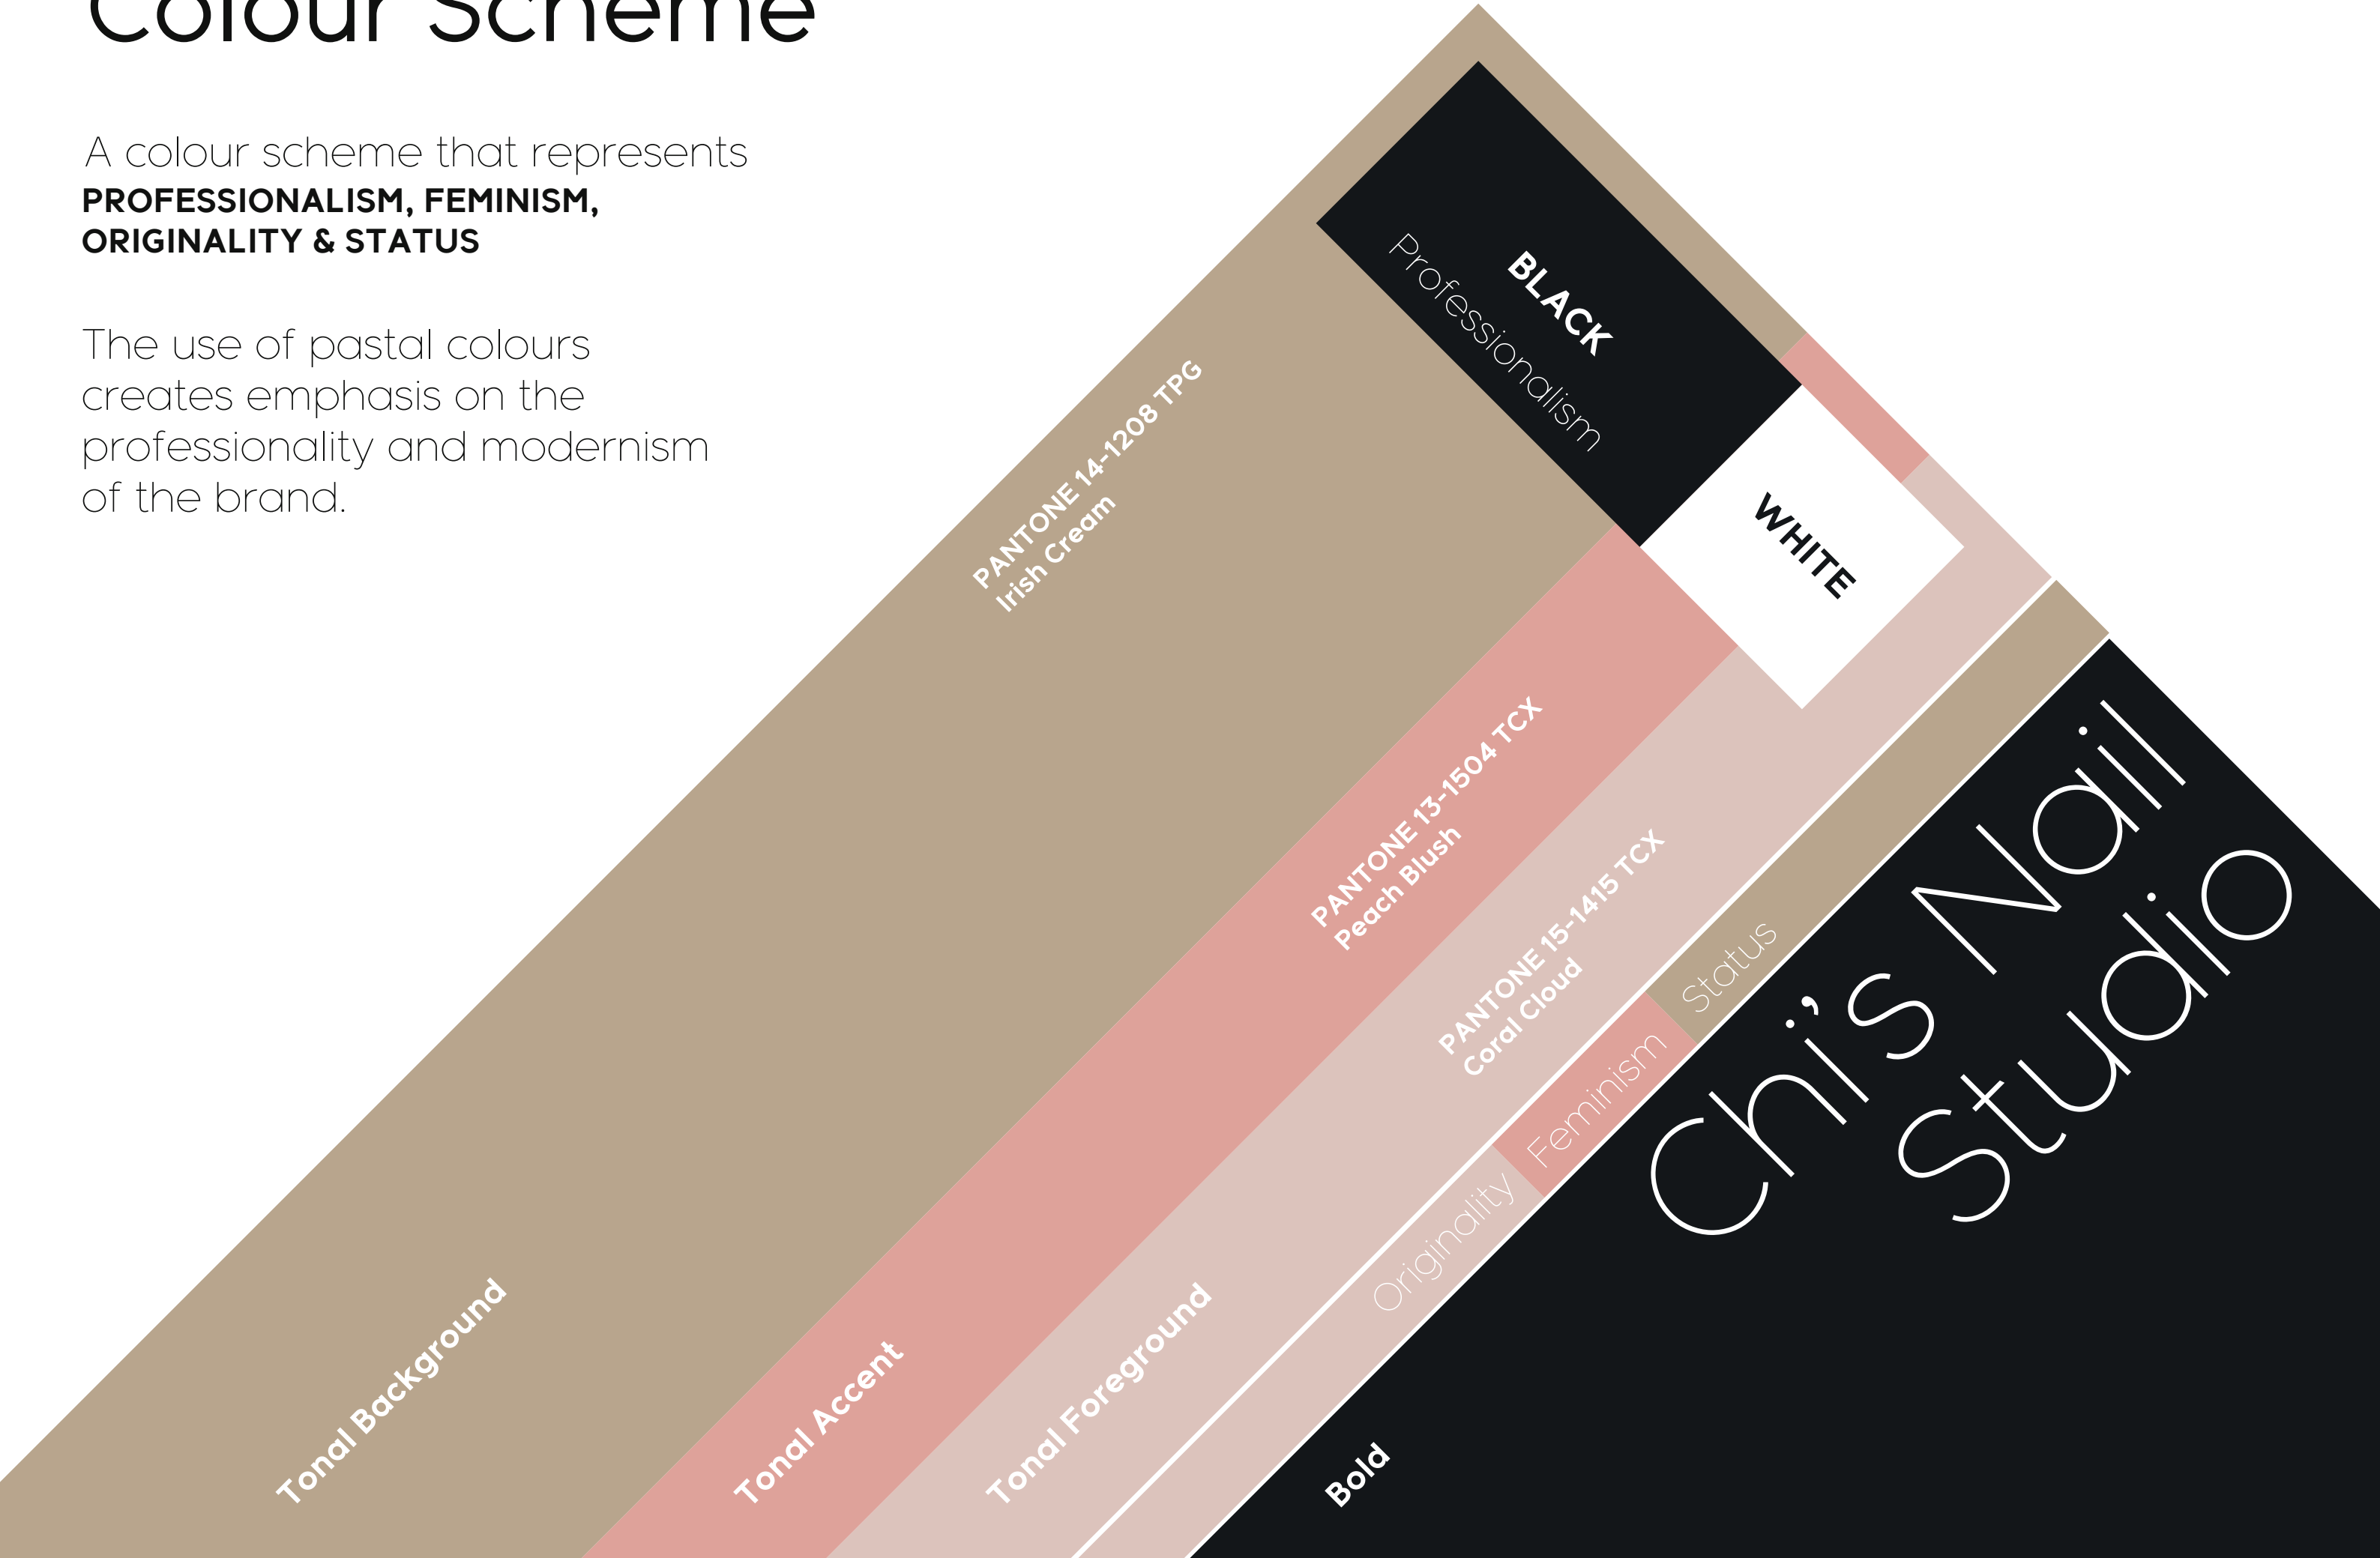 Colour Scheme
A colour scheme that represents
PROFESSIONALISM, FEMINISM,
ORIGINALITY & STATUS
The use of pastal colours
creates emphasis on the
professionality and modernism
of the brand.
BLACK
Professionalism
WHITE
PANTONE 14-1208 TPG
Irish Cream
PANTONE 13-1504 TCX
Peach Blush
PANTONE 15-1415 TCX
Coral Cloud
Status
Feminism
Originality
Chi's Naill
Studio
Tonal Background
Tonal Accent
Tonal Foreground
Bold